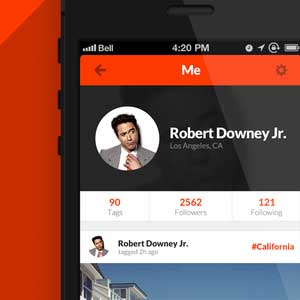 Bell 4:20 PM
Me
Robert Downey Jr.
Los Angeles, CA
90 2562 121
Tags Followers Following
Robert Downey Jr.
tagged 2h ago
#California